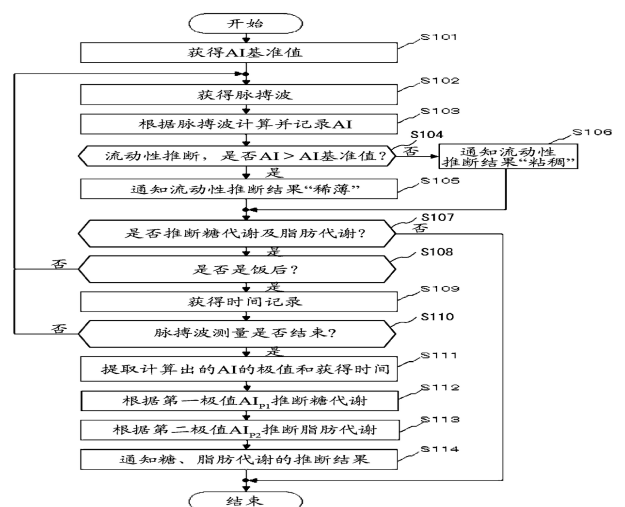 开始
S101
获得AI基准值
S102
获得脉搏波
S103
根据脉搏波计算并记录AI
S104
流动性推断，是否AI>AI基准值?
否
S106
通知流动性
推断结果“粘稠”
是
S105
通知流动性推断结果“稀薄”
S107
是否推断糖代谢及脂肪代谢?
否
是
S108
否
是否是饭后?
是
S109
获得时间记录
S110
否
脉搏波测量是否结束?
是
S111
提取计算出的AI的极值和获得时间
S112
根据第一极值AIP1推断糖代谢
S113
根据第二极值AIP2推断脂肪代谢
S114
通知糖、脂肪代谢的推断结果
结束